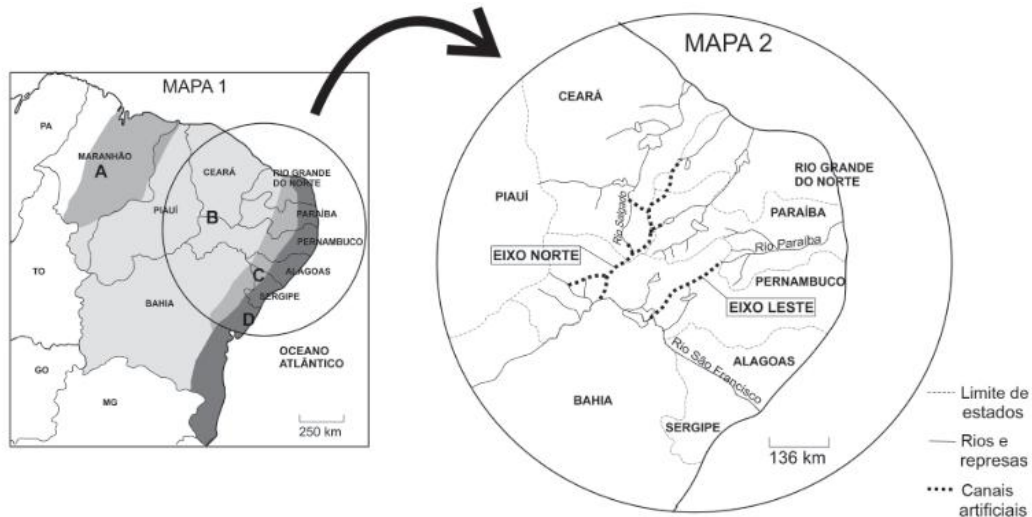 MAPA 1
PA
MARANHÃO
A
CEARÁ
RIO GRANDE
DO NORTE
PIAUÍ
B
PARAÍBA
PERNAMBUCO
TO
C
ALAGOAS
SERGIPE
BAHIA
D
OCEANO
ATLÂNTICO
GO
MG
250 km
MAPA 2
CEARÁ
RIO GRANDE
DO NORTE
PIAUÍ
Rio Salgado
PARAÍBA
Rio Paraíba
EIXO NORTE
PERNAMBUCO
EIXO LESTE
ALAGOAS
Rio São Francisco
BAHIA
SERGIPE
136 km
Limite de
estados
Rios e
represas
Canais
artificiais